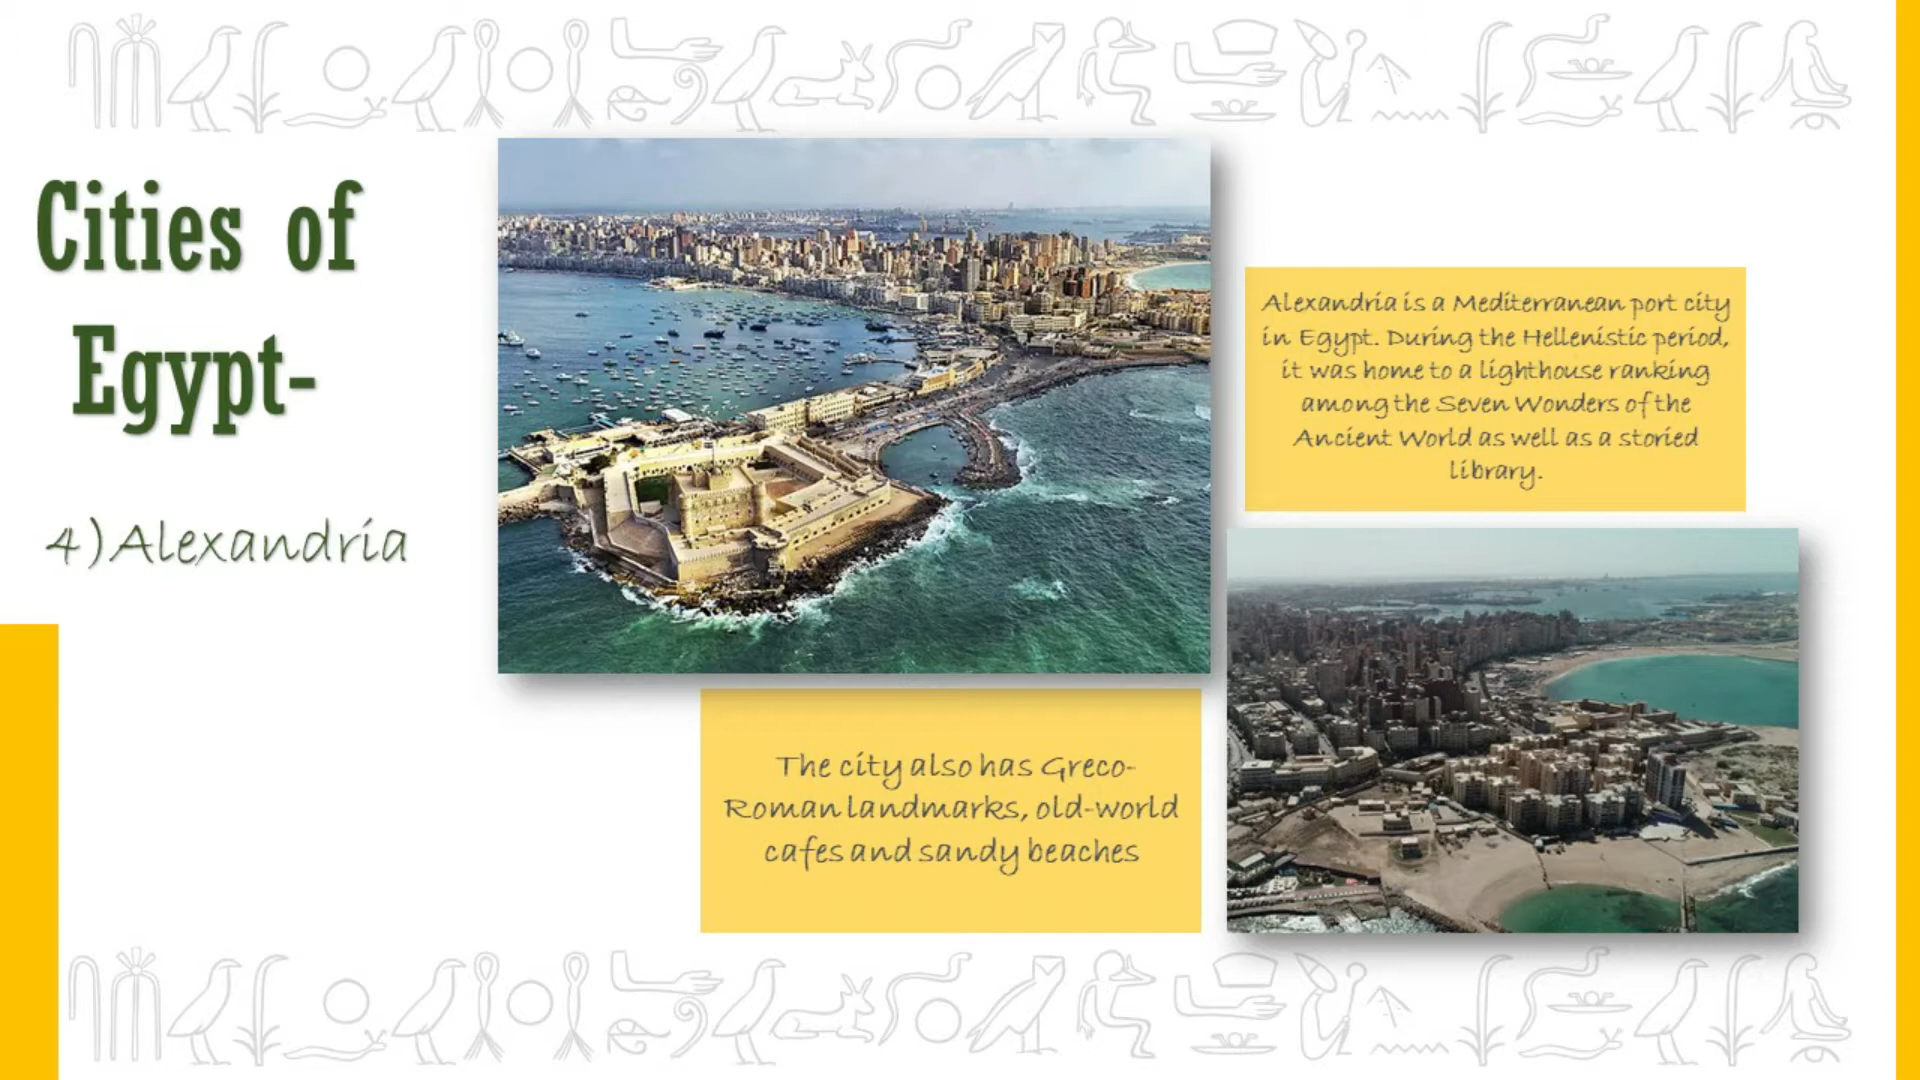 Cities of
Egypt-
4)Alexandria
Alexandria is a Mediterranean port city
in Egypt. During the Hellenistic period,
it was home to a lighthouse ranking
among the Seven Wonders of the
Ancient World as well as a storied
library.
The city also has Greco-
Roman landmarks, old-world
cafes and sandy beaches